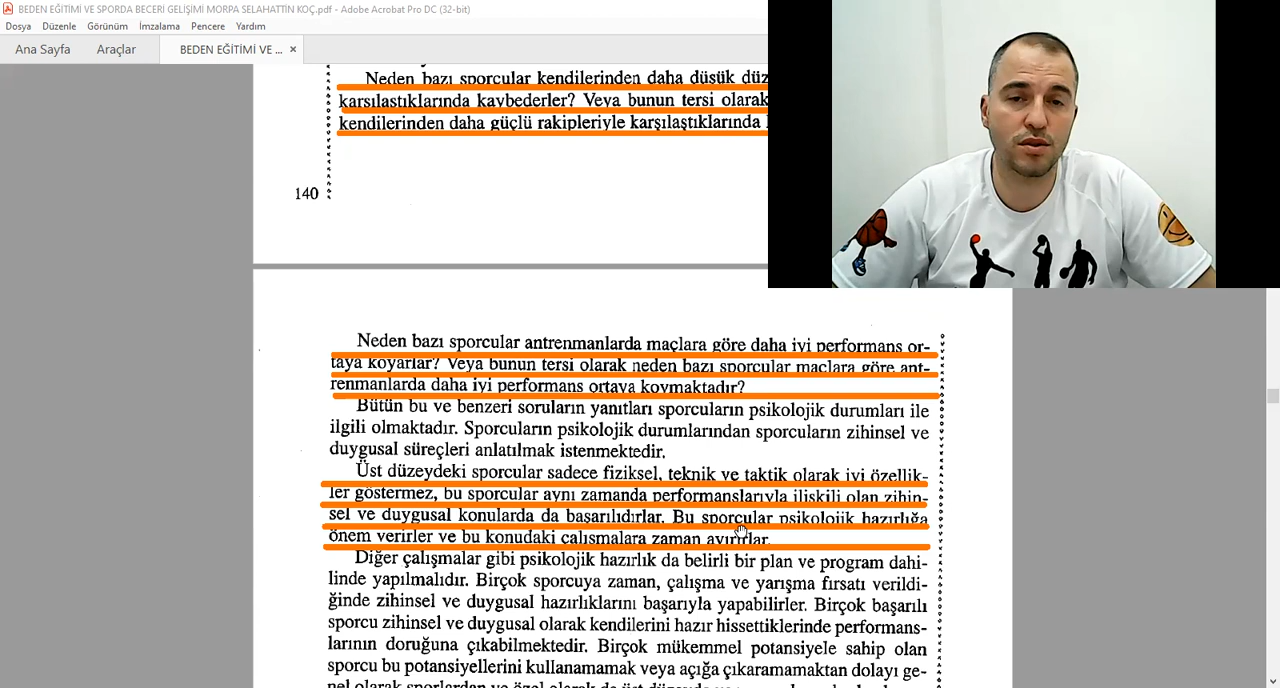 BEDEN EĞİTİMİ VE SPORDA BECERİ GELİŞİMİ MORPA SELAHATTİN KOÇ.pdf - Adobe Acrobat Pro DC (32-bit)
Dosya Düzenle Görünüm İmzalama Pencere Yardım
Ana Sayfa Araçlar BEDEN EĞİTİMİ VE ... ×
Neden bazı sporcular kendilerinden daha düşük düz
karşılaştıklarında kaybederler? Veya bunun tersi olarak
kendilerinden daha güçlü rakipleriyle karşılaştıklarında
140
Neden bazı sporcular antrenmanlarda maçlara göre daha iyi performans or-
taya koyarlar? Veya bunun tersi olarak neden bazı sporcular maçlara göre ant-
renmanlarda daha iyi performans ortaya koymaktadır?
Bütün bu ve benzeri soruların yanıtları sporcuların psikolojik durumları ile
ilgili olmaktadır. Sporcuların psikolojik durumlarından sporcuların zihinsel ve
duygusal süreçleri anlatılmak istenmektedir.
Üst düzeydeki sporcular sadece fiziksel, teknik ve taktik olarak iyi özellik-
ler göstermez, bu sporcular aynı zamanda performanslarıyla ilişkili olan zihin-
sel ve duygusal konularda da başarılıdırlar. Bu sporcular psikolojik hazırlığa
önem verirler ve bu konudaki çalışmalara zaman ayırırlar.
Diğer çalışmalar gibi psikolojik hazırlık da belirli bir plan ve program dahi-
linde yapılmalıdır. Birçok sporcuya zaman, çalışma ve yarışma fırsatı verildi-
ğinde zihinsel ve duygusal hazırlıklarını başarıyla yapabilirler. Birçok başarılı
sporcu zihinsel ve duygusal olarak kendilerini hazır hissettiklerinde performans-
larının doruğuna çıkabilmektedir. Birçok mükemmel potansiyele sahip olan
sporcu bu potansiyellerini kullanamamak veya açığa çıkaramamaktan dolayı ge-
nel olarak sporlardan ve özel olarak da üst düzeyde